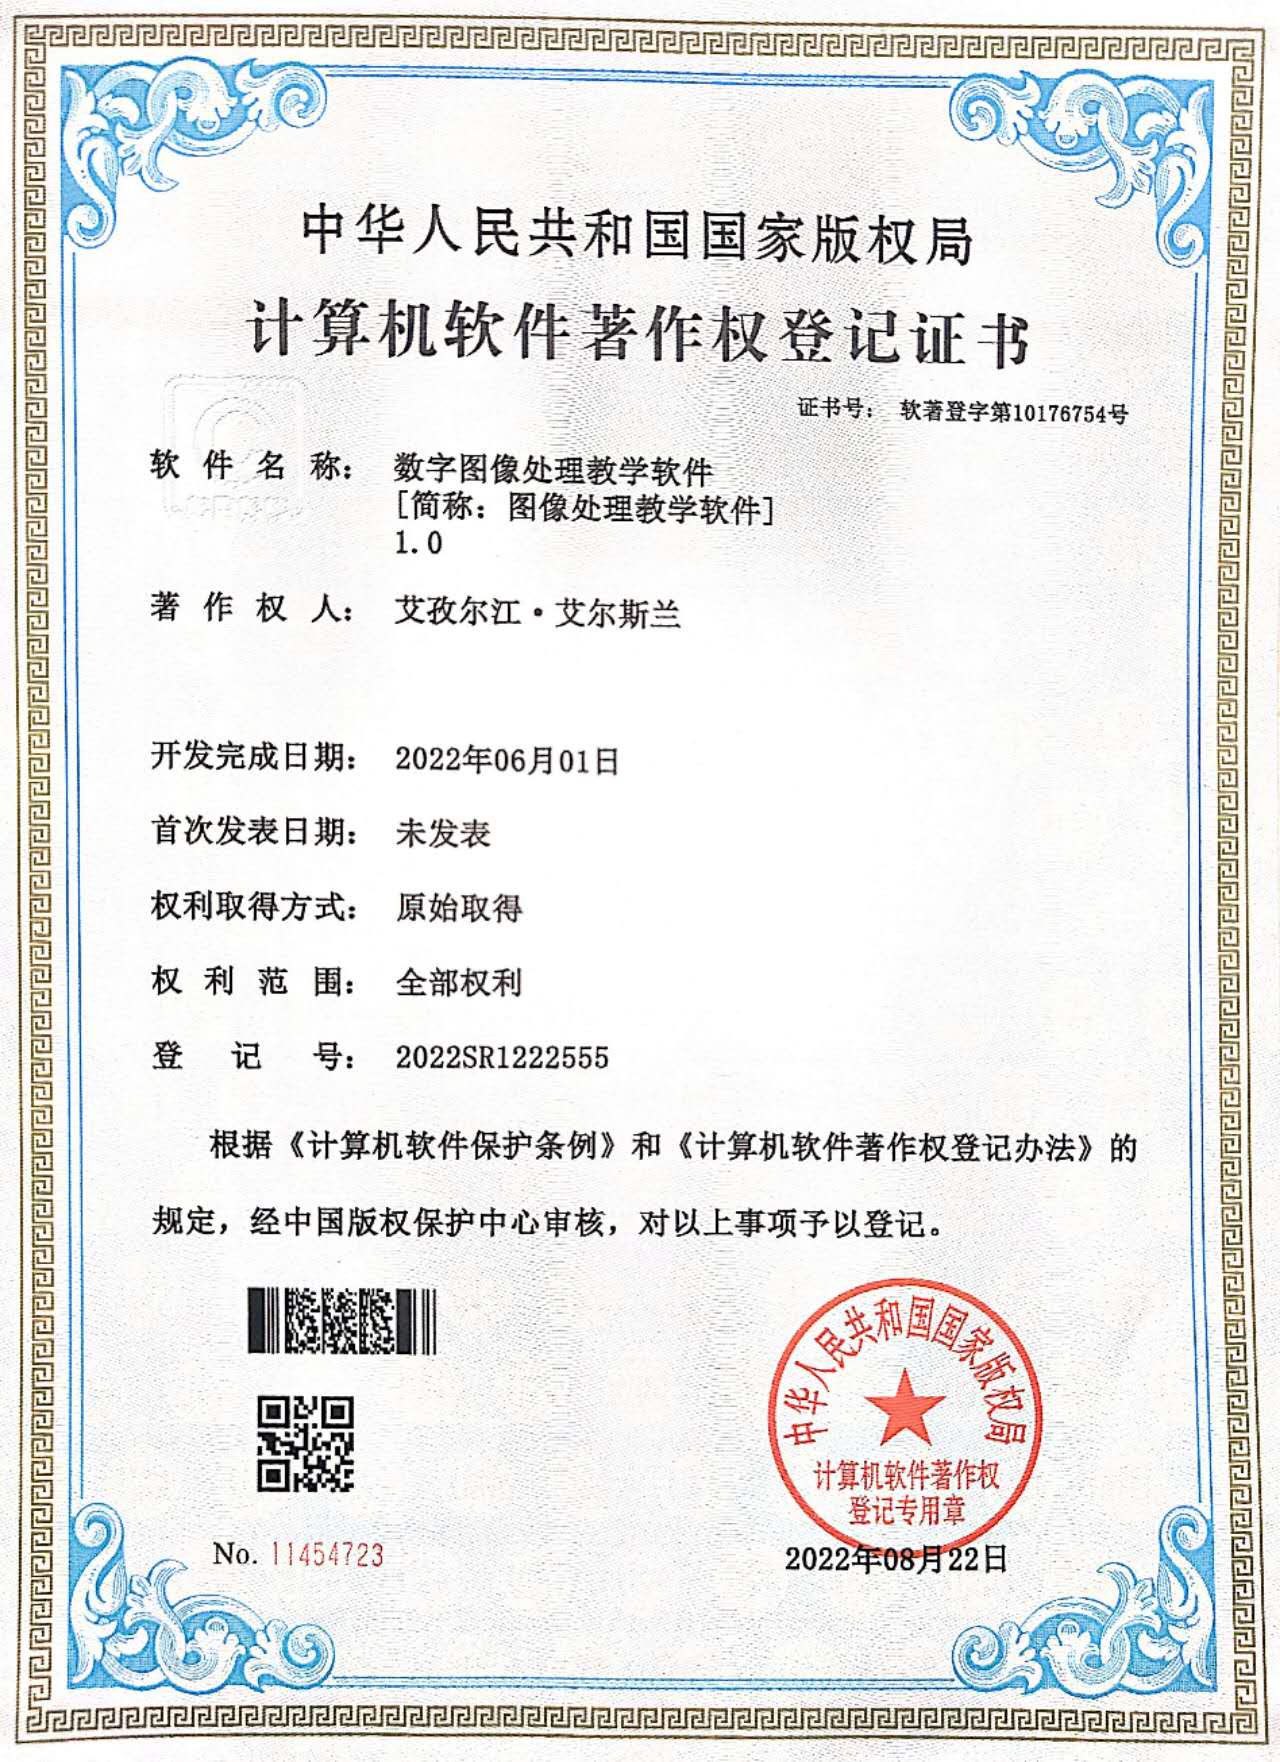 中华人民共和国国家版权局
计算机软件著作权登记证书
证书号： 软著登字第10176754号
软件名称： 数字图像处理教学软件
[简称：图像处理教学软件]
1.0
著作权人： 艾孜尔江·艾尔斯兰
开发完成日期： 2022年06月01日
首次发表日期： 未发表
权利取得方式： 原始取得
权利范围： 全部权利
登记号： 2022SR1222555
根据《计算机软件保护条例》和《计算机软件著作权登记办法》的
规定，经中国版权保护中心审核，对以上事项予以登记。
中华人民共和国国家版权局
计算机软件著作权
登记专用章
No. 11454723
2022年08月22日